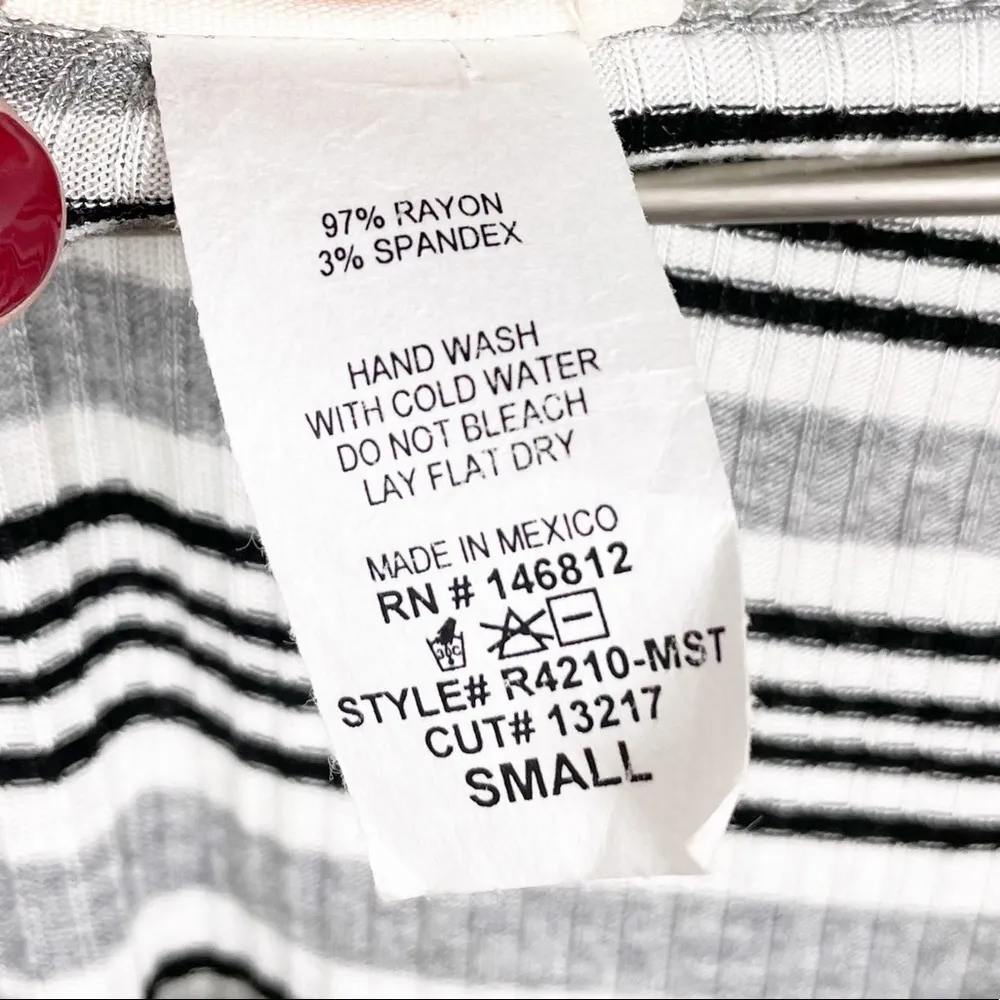 97% RAYON
3% SPANDEX
HAND WASH
WITH COLD WATER
DO NOT BLEACH
LAY FLAT DRY
MADE IN MEXICO
RN # 146812
STYLE# R4210-MST
CUT# 13217
SMALL